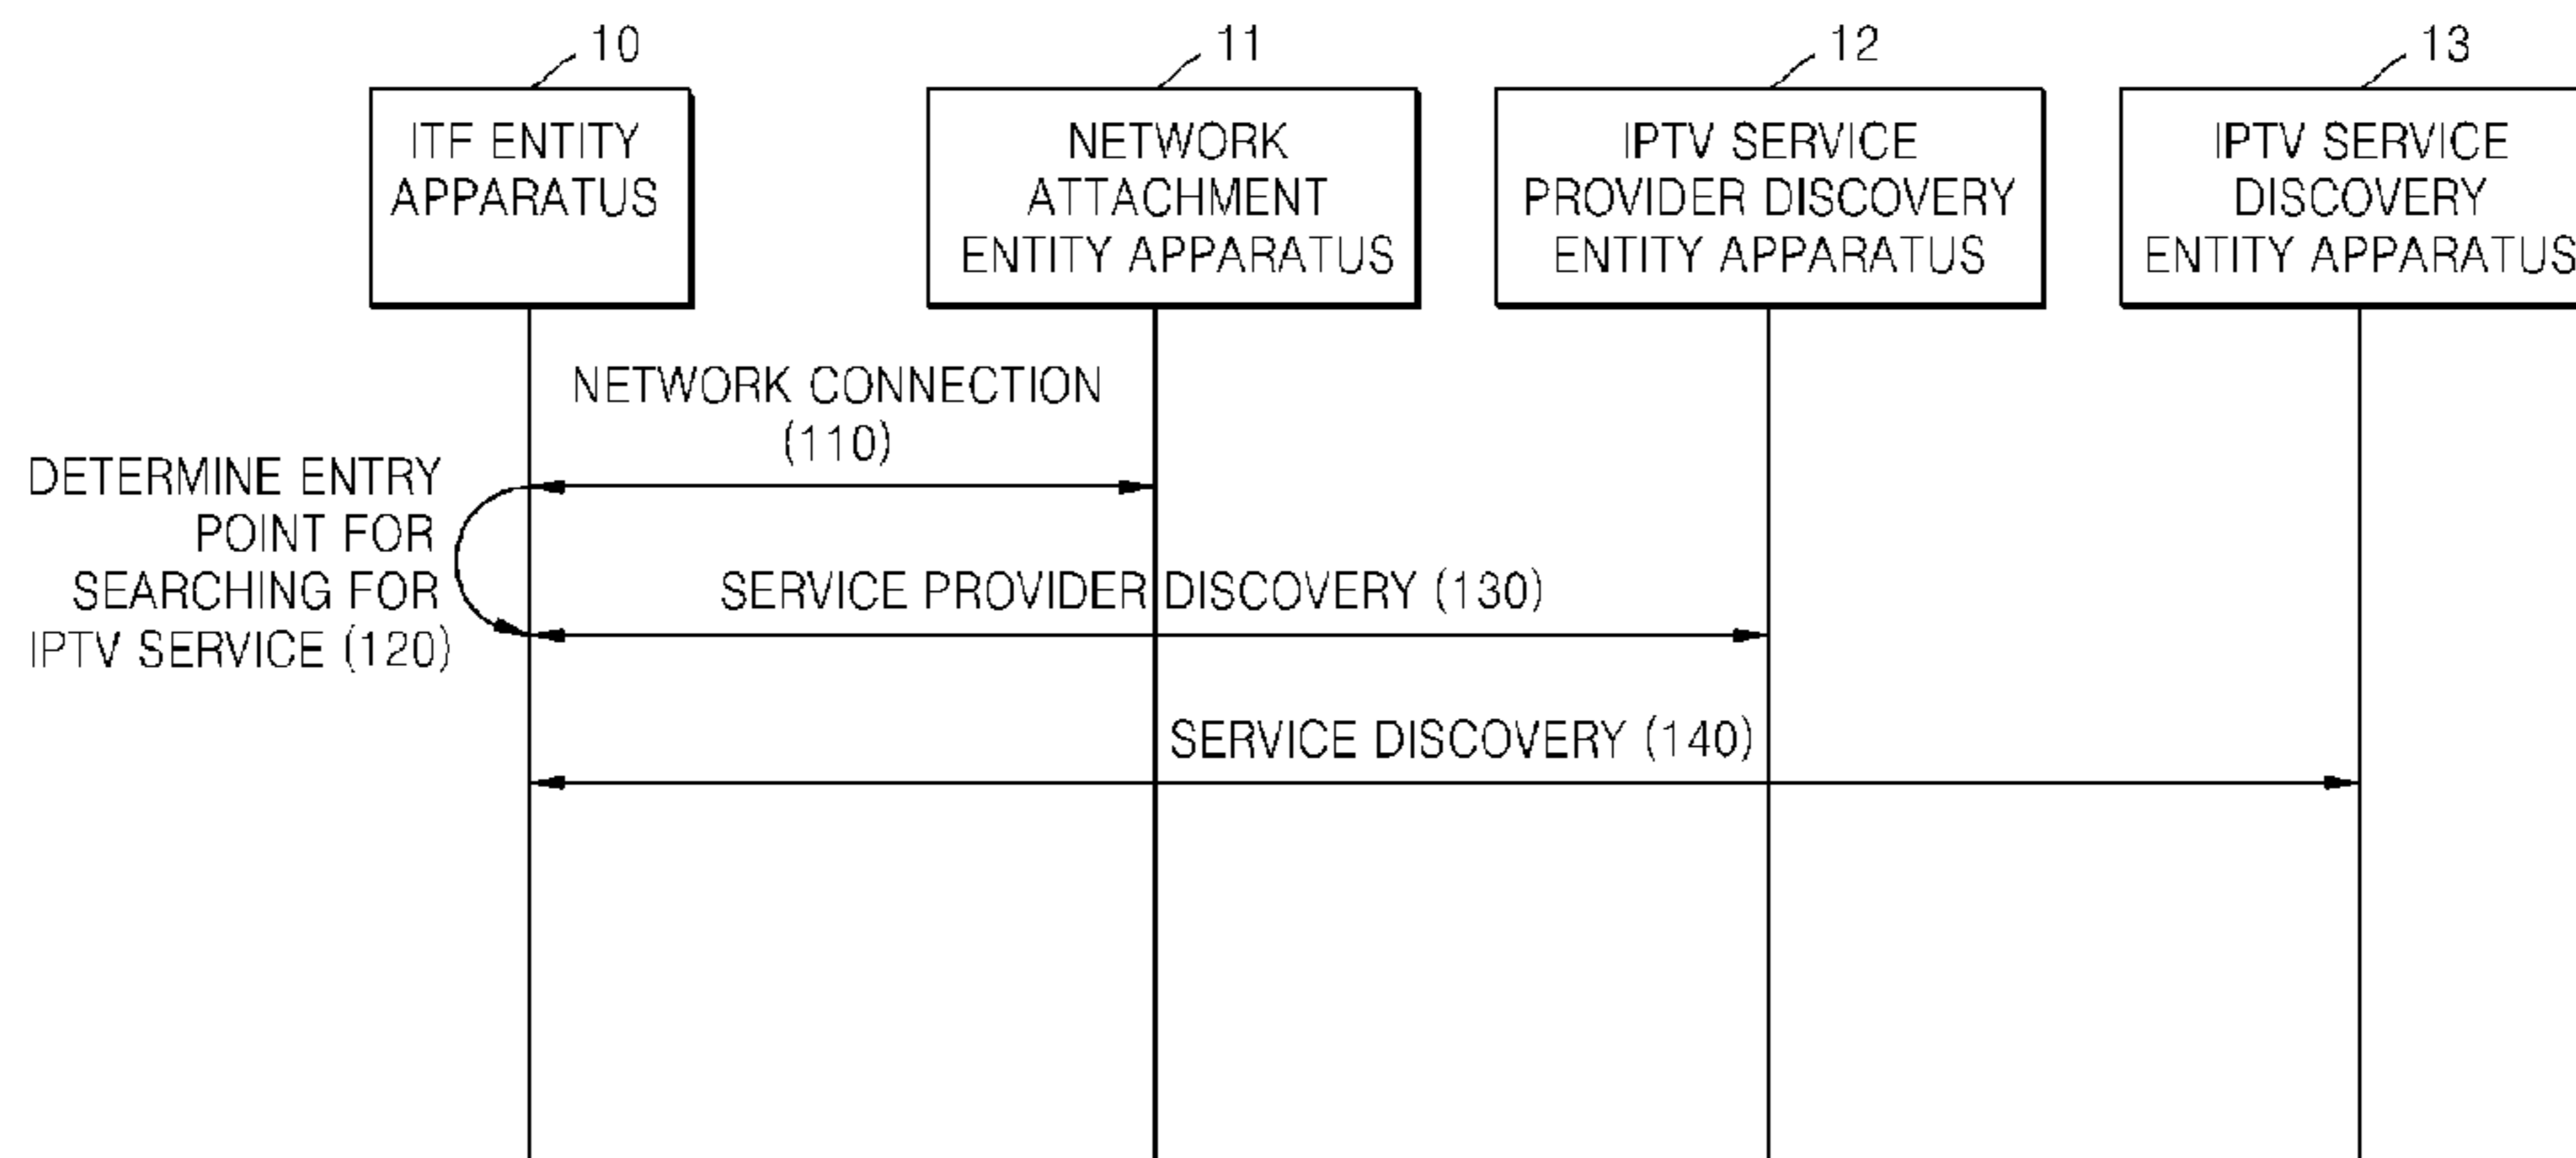 10
11
12
13
ITF ENTITY
APPARATUS
NETWORK
ATTACHMENT
ENTITY APPARATUS
IPTV SERVICE
PROVIDER DISCOVERY
ENTITY APPARATUS
IPTV SERVICE
DISCOVERY
ENTITY APPARATUS
NETWORK CONNECTION
(110)
DETERMINE ENTRY
POINT FOR
SEARCHING FOR
IPTV SERVICE (120)
SERVICE PROVIDER DISCOVERY (130)
SERVICE DISCOVERY (140)